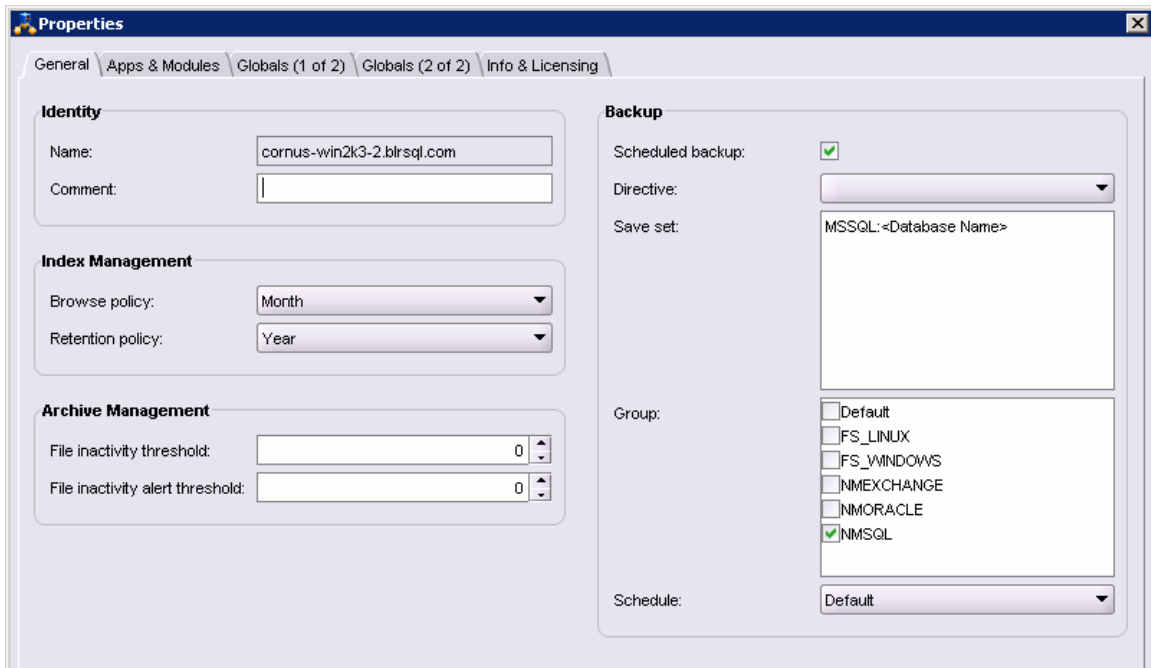 Properties
General Apps & Modules Globals (1 of 2) Globals (2 of 2) Info & Licensing
Identity
Name: cornus-win2k3-2.blrsql.com
Comment:
Index Management
Browse policy: Month
Retention policy: Year
Archive Management
File inactivity threshold: 0
File inactivity alert threshold: 0
Backup
Scheduled backup:
Directive:
Save set: MSSQL:<Database Name>
Group: Default
FS_LINUX
FS_WINDOWS
NMEXCHANGE
NMORACLE
NMSQL
Schedule: Default